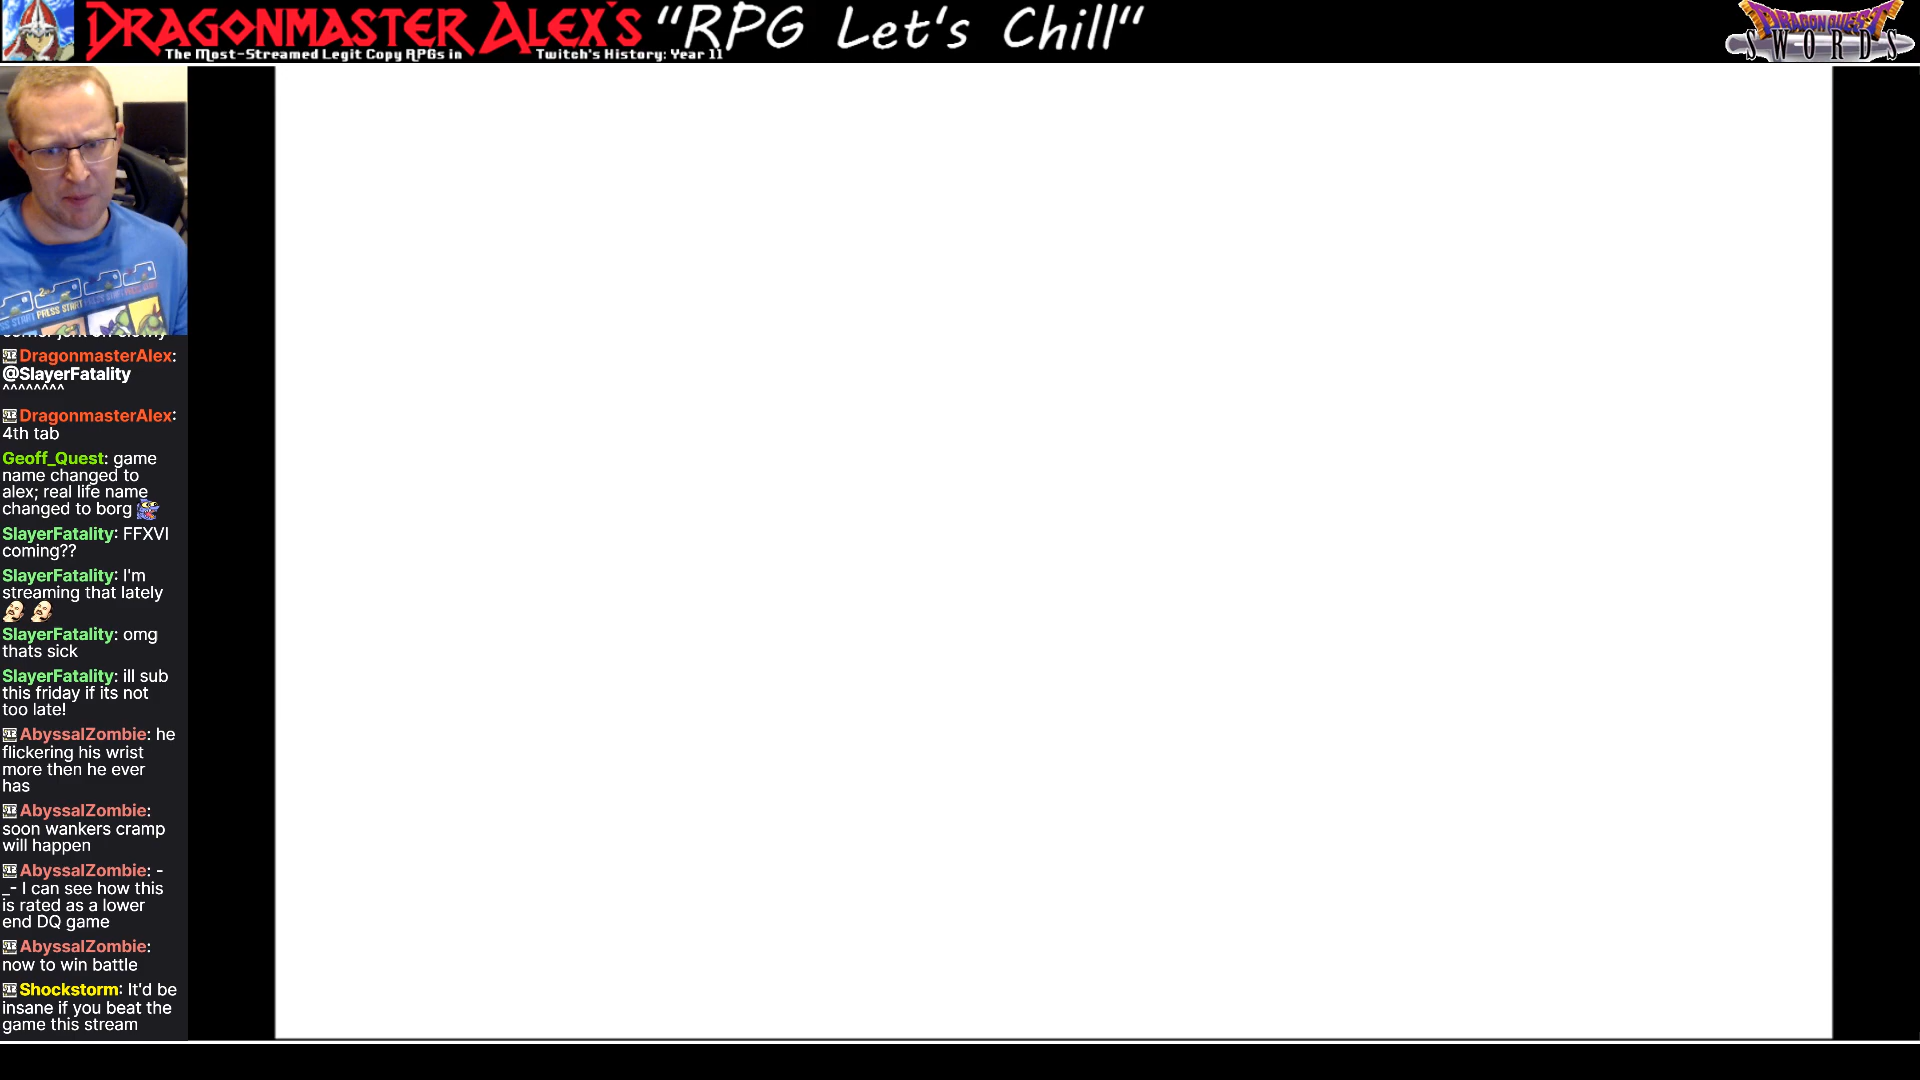 DRAGONMASTER ALEX'S "RPG Let's Chill"
The Most-Streamed Legit Copy RPGs in Twitch's History: Year 11
DRAGON QUEST
SWORDS
PRESS START
DragonmasterAlex:
@SlayerFatality
^^^^^^^^
DragonmasterAlex:
4th tab
Geoff_Quest: game
name changed to
alex; real life name
changed to borg
SlayerFatality: FFXVI
coming??
SlayerFatality: I'm
streaming that lately
SlayerFatality: omg
thats sick
SlayerFatality: ill sub
this friday if its not
too late!
AbyssalZombie: he
flickering his wrist
more then he ever
has
AbyssalZombie:
soon wankers cramp
will happen
AbyssalZombie: -
_- I can see how this
is rated as a lower
end DQ game
AbyssalZombie:
now to win battle
Shockstorm: It'd be
insane if you beat the
game this stream